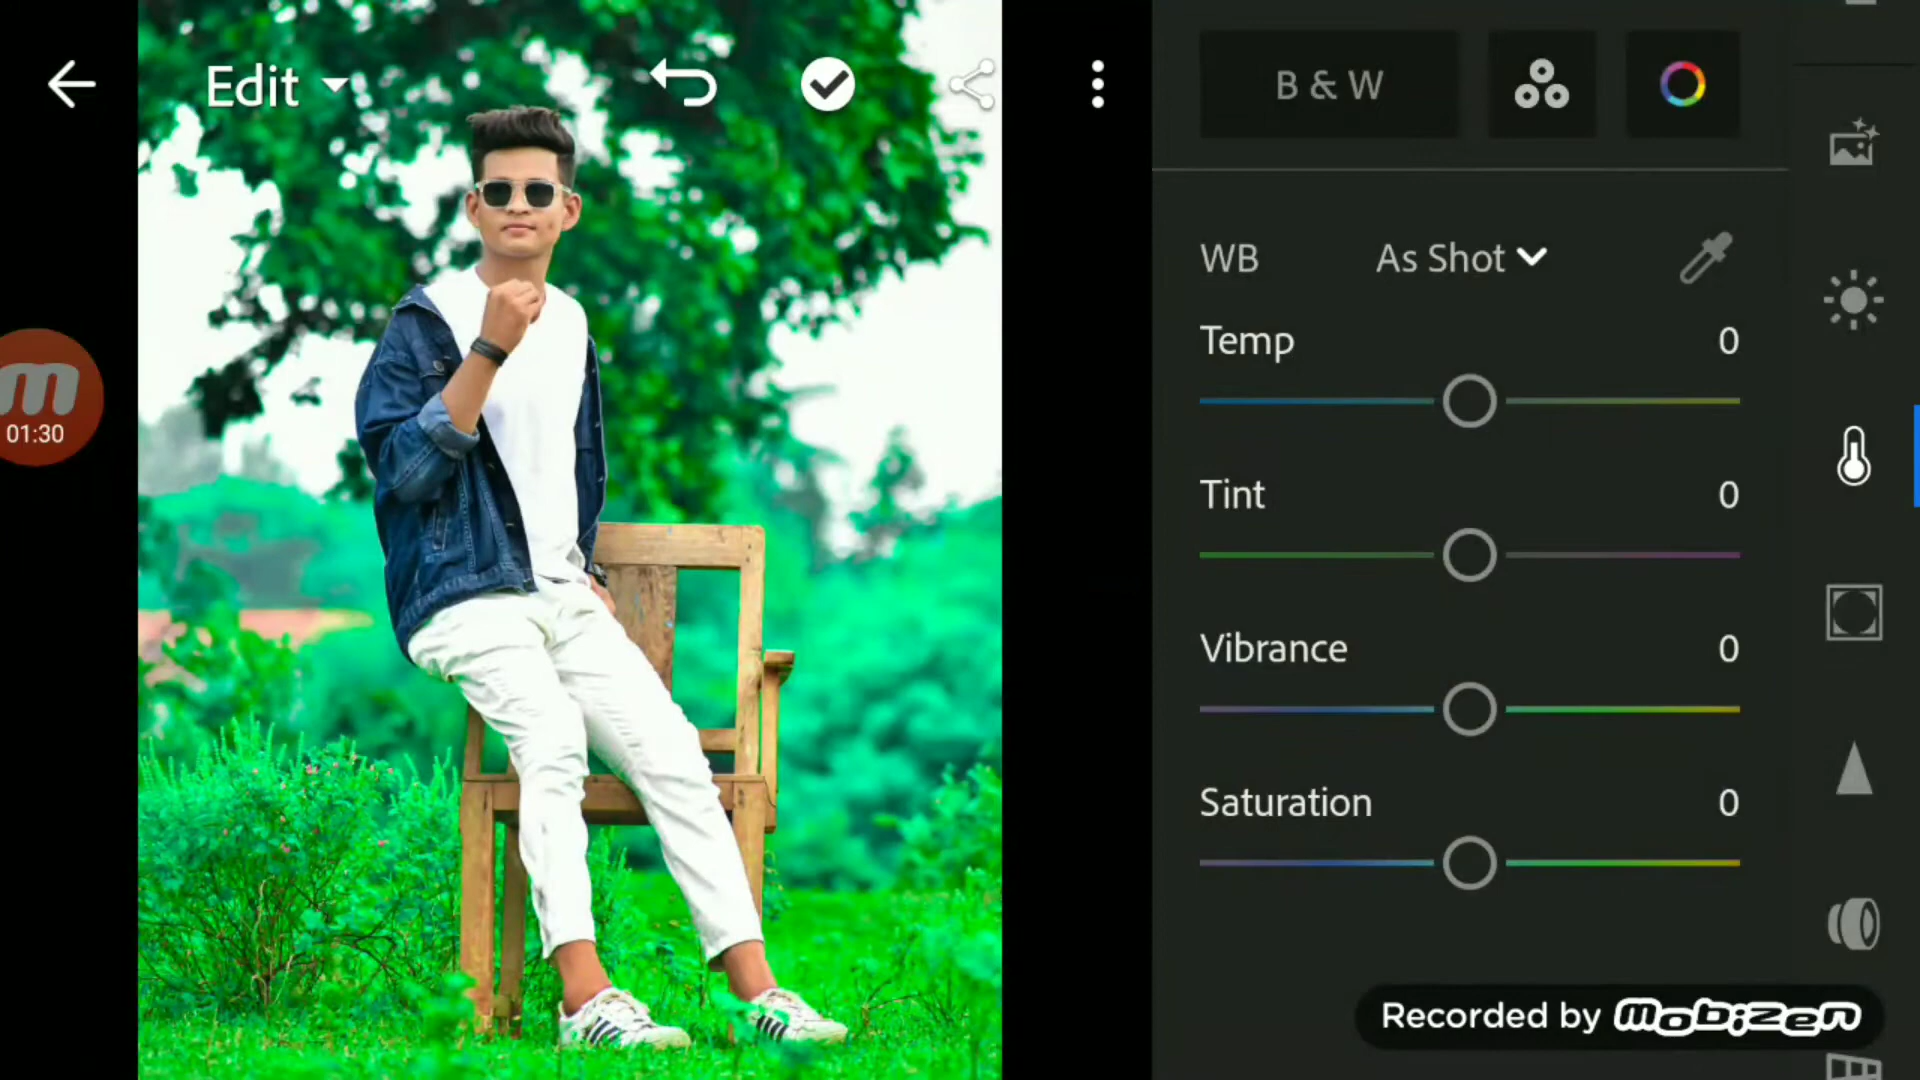 Edit
B & W
WB As Shot
Temp 0
01:30
Tint 0
Vibrance 0
Saturation 0
Recorded by mobizen